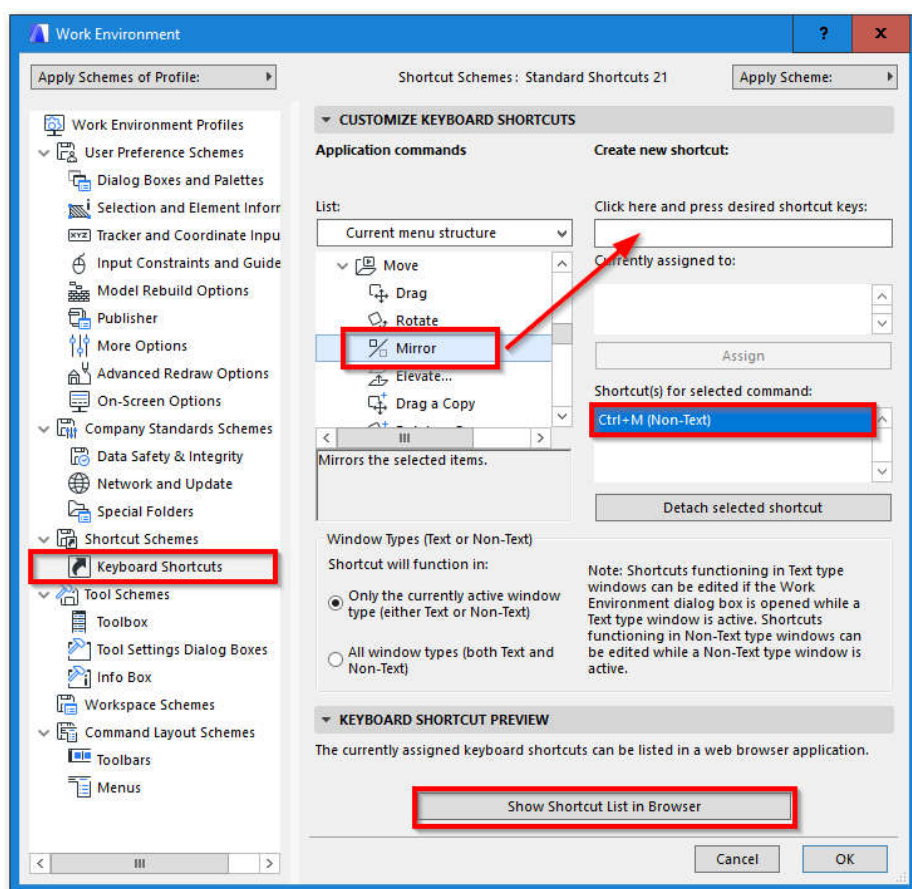 Work Environment
?
x
Apply Schemes of Profile:
Shortcut Schemes: Standard Shortcuts 21
Apply Scheme:
Work Environment Profiles
User Preference Schemes
Dialog Boxes and Palettes
Selection and Element Inforr
XYZ
Tracker and Coordinate Inpu
Input Constraints and Guide
Model Rebuild Options
Publisher
More Options
Advanced Redraw Options
On-Screen Options
Company Standards Schemes
Data Safety & Integrity
Network and Update
Special Folders
Shortcut Schemes
Keyboard Shortcuts
Tool Schemes
Toolbox
Tool Settings Dialog Boxes
Info Box
Workspace Schemes
Command Layout Schemes
Toolbars
Menus
CUSTOMIZE KEYBOARD SHORTCUTS
Application commands
List:
Current menu structure
Move
Drag
Rotate
Mirror
Elevate...
Drag a Copy
Mirrors the selected items.
Create new shortcut:
Click here and press desired shortcut keys:
Currently assigned to:
Assign
Shortcut(s) for selected command:
Ctrl+M (Non-Text)
Detach selected shortcut
Window Types (Text or Non-Text)
Shortcut will function in:
Only the currently active window
type (either Text or Non-Text)
All window types (both Text and
Non-Text)
Note: Shortcuts functioning in Text type
windows can be edited if the Work
Environment dialog box is opened while a
Text type window is active. Shortcuts
functioning in Non-Text type windows can
be edited while a Non-Text type window is
active.
KEYBOARD SHORTCUT PREVIEW
The currently assigned keyboard shortcuts can be listed in a web browser application.
Show Shortcut List in Browser
Cancel
OK